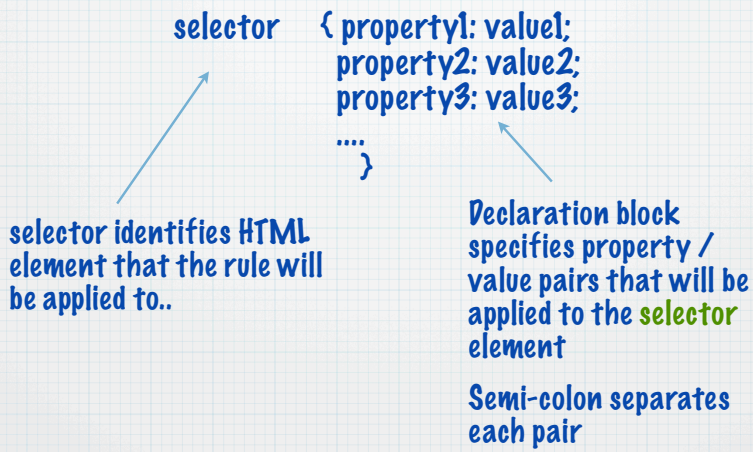 selector { property1: value1;
property2: value2;
property3: value3;
....
}
selector identifies HTML
element that the rule will
be applied to..
Declaration block
specifies property /
value pairs that will be
applied to the selector
element
Semi-colon separates
each pair